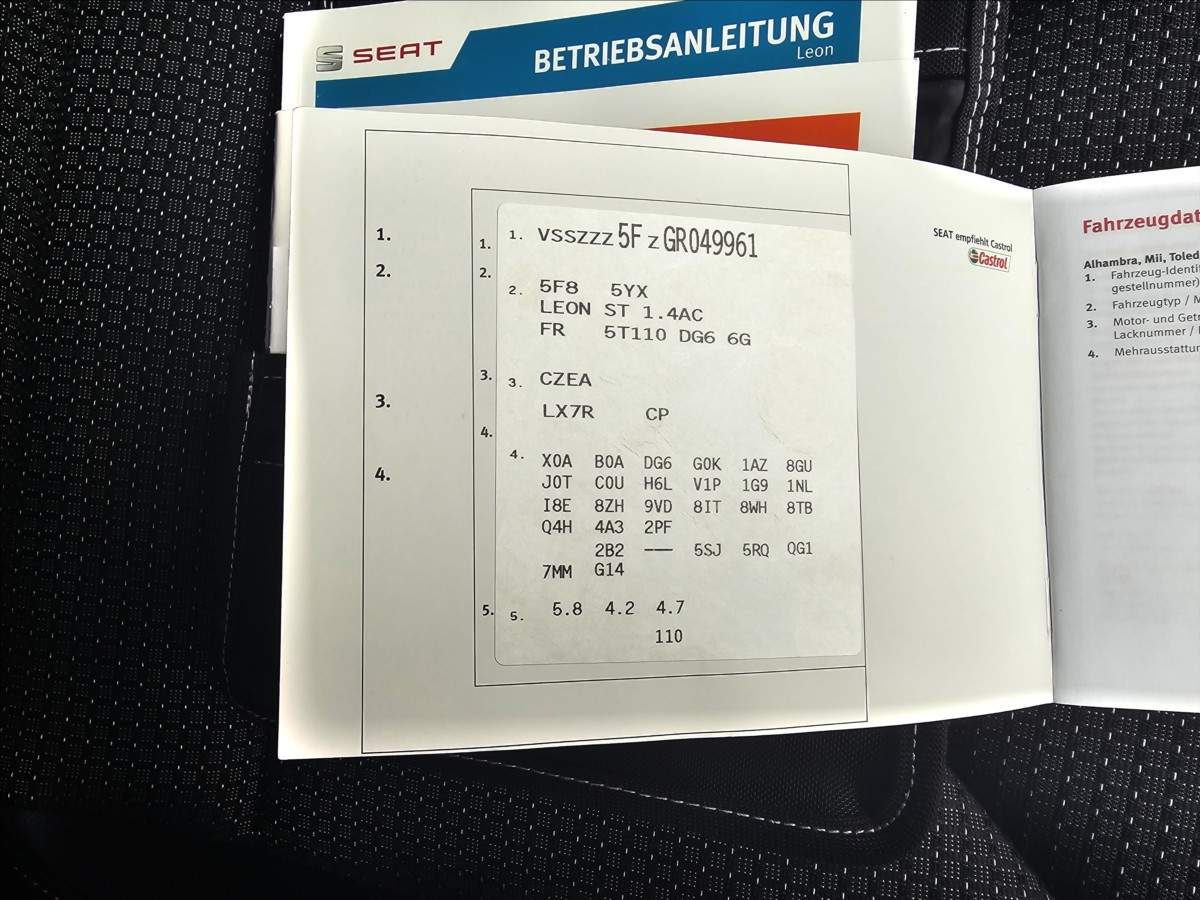 SEAT
BETRIEBSANLEITUNG
Leon
1.
2.
3.
4.
1.
2.
3.
4.
5.
1. VSSZZZ 5F Z GR049961
2. 5F8 5YX
LEON ST 1.4AC
FR 5T110 DG6 6G
3. CZEA
LX7R CP
4. X0A B0A DG6 G0K 1AZ 8GU
J0T C0U H6L V1P 1G9 1NL
I8E 8ZH 9VD 8IT 8WH 8TB
Q4H 4A3 2PF
2B2 —— 5SJ 5RQ QG1
7MM G14
5. 5.8 4.2 4.7
110
SEAT empfiehlt Castrol
Castrol
Fahrzeugdat
Alhambra, Mii, Toled
1. Fahrzeug-Identi
gestellnummer)
2. Fahrzeugtyp / M
3. Motor- und Getr
Lacknummer /
4. Mehrausstattun